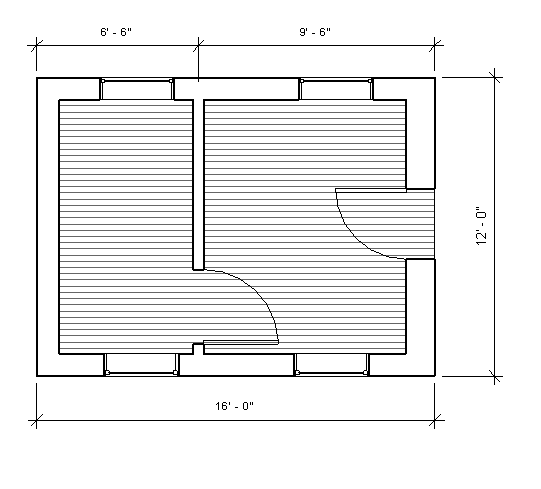 6' - 6"
9' - 6"
12' - 0"
16' - 0"